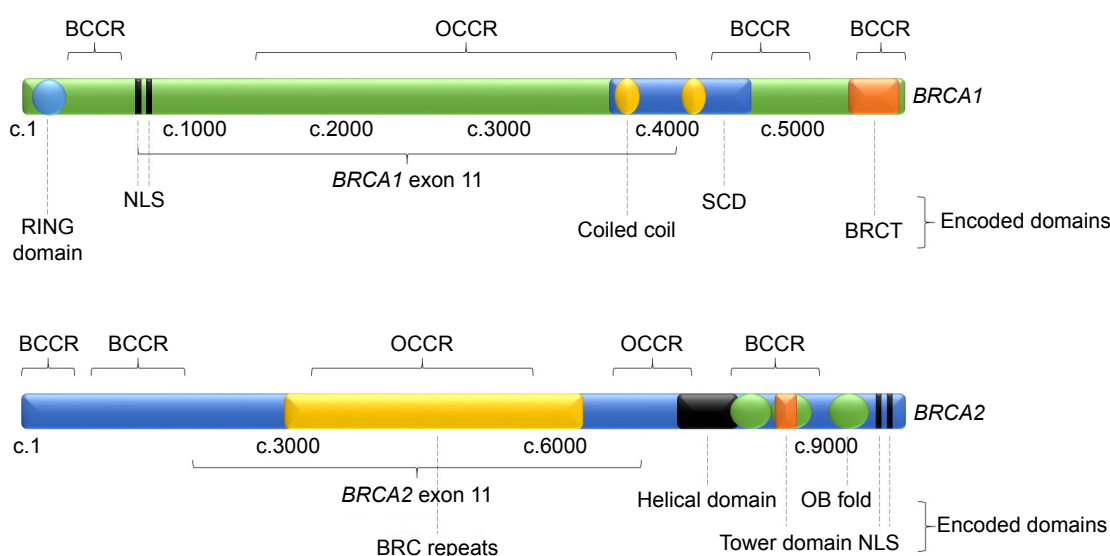 BCCR OCCR BCCR BCCR
BRCA1
c.1 c.1000 c.2000 c.3000 c.4000 c.5000
BRCA1 exon 11
NLS SCD
RING
domain
Coiled coil BRCT Encoded domains
BCCR BCCR OCCR OCCR BCCR
BRCA2
c.1 c.3000 c.6000 c.9000
BRCA2 exon 11 Helical domain OB fold
BRC repeats Tower domain NLS Encoded domains